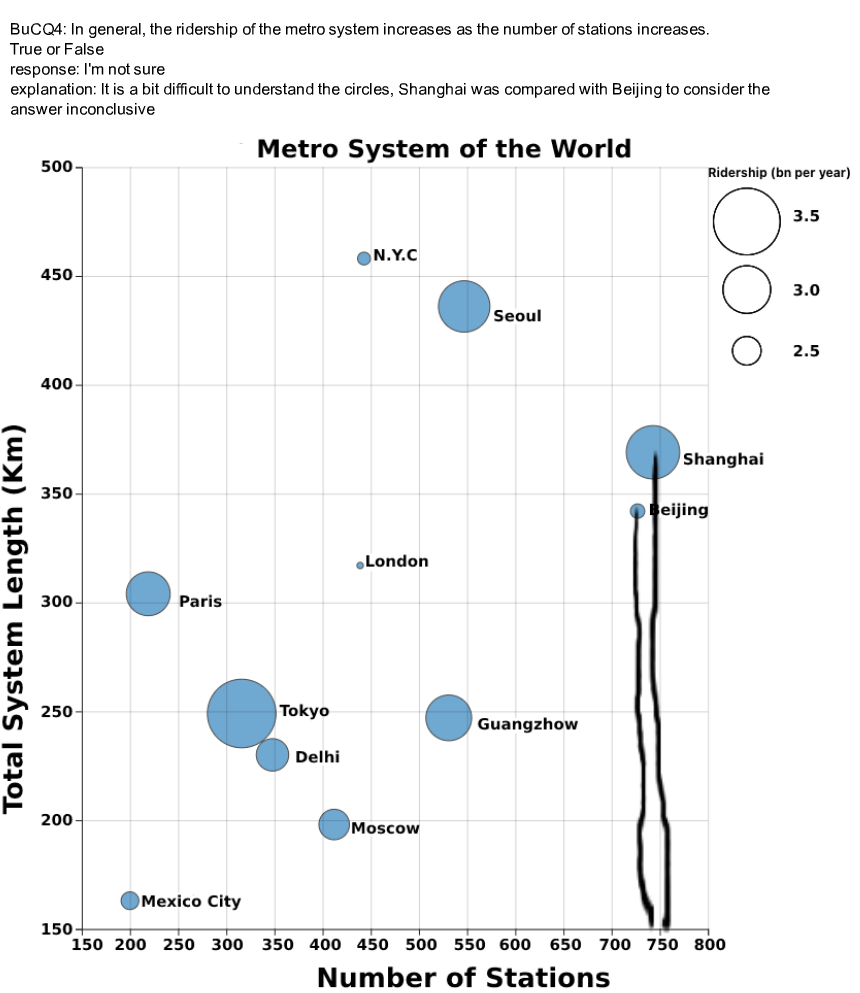 BuCQ4: In general, the ridership of the metro system increases as the number of stations increases.
True or False
response: I'm not sure
explanation: It is a bit difficult to understand the circles, Shanghai was compared with Beijing to consider the
answer inconclusive
Metro System of the World
Ridership (bn per year)
3.5
3.0
2.5
Total System Length (Km)
500
450
400
350
300
250
200
150
N.Y.C
Seoul
Shanghai
Beijing
London
Paris
Tokyo
Guangzhow
Delhi
Moscow
Mexico City
150 200 250 300 350 400 450 500 550 600 650 700 750 800
Number of Stations